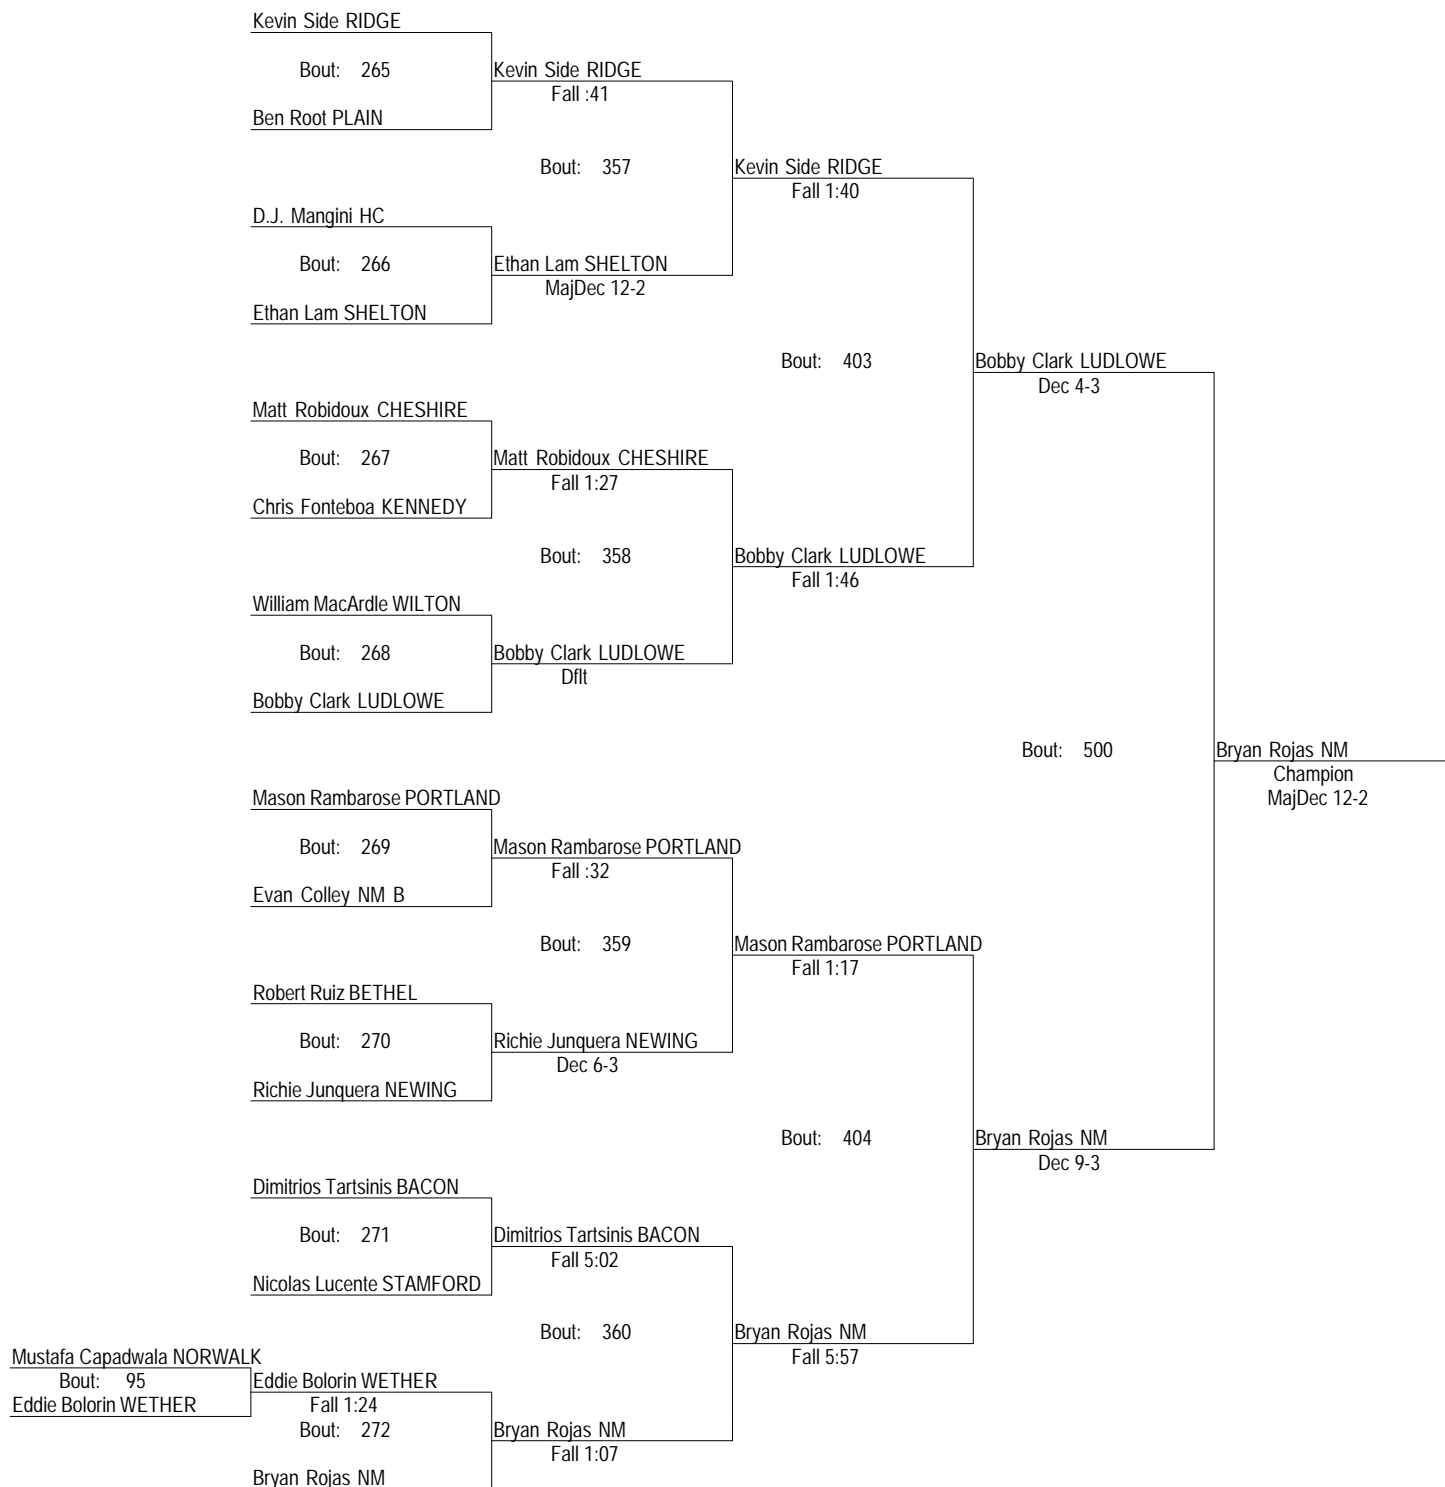 Kevin Side RIDGE
Bout: 265
Kevin Side RIDGE
Fall :41
Ben Root PLAIN
Bout: 357
Kevin Side RIDGE
Fall 1:40
D.J. Mangini HC
Bout: 266
Ethan Lam SHELTON
MajDec 12-2
Ethan Lam SHELTON
Bout: 403
Bobby Clark LUDLOWE
Dec 4-3
Matt Robidoux CHESHIRE
Bout: 267
Matt Robidoux CHESHIRE
Fall 1:27
Chris Fonteboa KENNEDY
Bout: 358
Bobby Clark LUDLOWE
Fall 1:46
William MacArdle WILTON
Bout: 268
Bobby Clark LUDLOWE
Dflt
Bobby Clark LUDLOWE
Bout: 500
Bryan Rojas NM
Champion
MajDec 12-2
Mason Rambarose PORTLAND
Bout: 269
Mason Rambarose PORTLAND
Fall :32
Evan Colley NM B
Bout: 359
Mason Rambarose PORTLAND
Fall 1:17
Robert Ruiz BETHEL
Bout: 270
Richie Junquera NEWING
Dec 6-3
Richie Junquera NEWING
Bout: 404
Bryan Rojas NM
Dec 9-3
Dimitrios Tartsinis BACON
Bout: 271
Dimitrios Tartsinis BACON
Fall 5:02
Nicolas Lucente STAMFORD
Bout: 360
Bryan Rojas NM
Fall 5:57
Mustafa Capadwala NORWALK
Bout: 95
Eddie Bolorin WETHER
Eddie Bolorin WETHER
Fall 1:24
Bout: 272
Bryan Rojas NM
Fall 1:07
Bryan Rojas NM